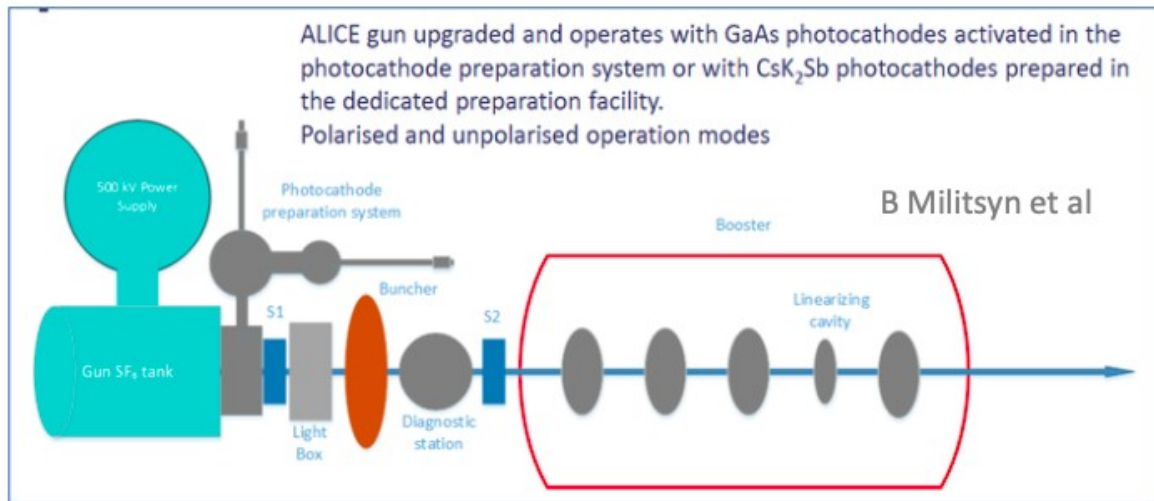 ALICE gun upgraded and operates with GaAs photocathodes activated in the
photocathode preparation system or with CsK₂Sb photocathodes prepared in
the dedicated preparation facility.
Polarised and unpolarised operation modes
500 kV Power
Supply
Photocathode
preparation system
B Militsyn et al
Booster
Buncher
S1
S2
Linearizing
cavity
Gun SF₆ tank
Light
Box
Diagnostic
station